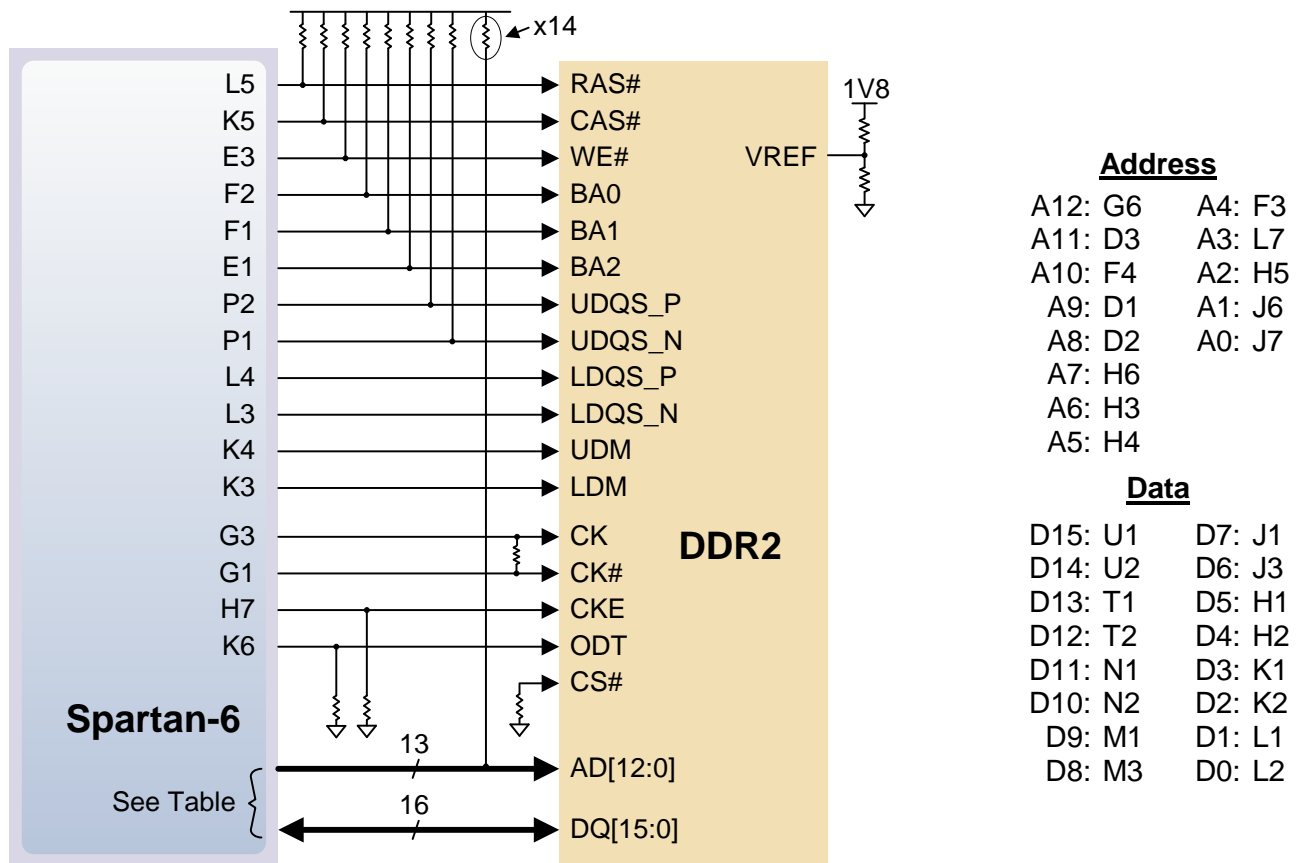 x14
L5 RAS#
K5 CAS#
E3 WE#
F2 BA0
F1 BA1
E1 BA2
P2 UDQS_P
P1 UDQS_N
L4 LDQS_P
L3 LDQS_N
K4 UDM
K3 LDM
G3 CK
G1 CK#
H7 CKE
K6 ODT
CS#
1V8
VREF
DDR2
Spartan-6
13
AD[12:0]
See Table
16
DQ[15:0]
Address
A12: G6 A4: F3
A11: D3 A3: L7
A10: F4 A2: H5
A9: D1 A1: J6
A8: D2 A0: J7
A7: H6
A6: H3
A5: H4
Data
D15: U1 D7: J1
D14: U2 D6: J3
D13: T1 D5: H1
D12: T2 D4: H2
D11: N1 D3: K1
D10: N2 D2: K2
D9: M1 D1: L1
D8: M3 D0: L2